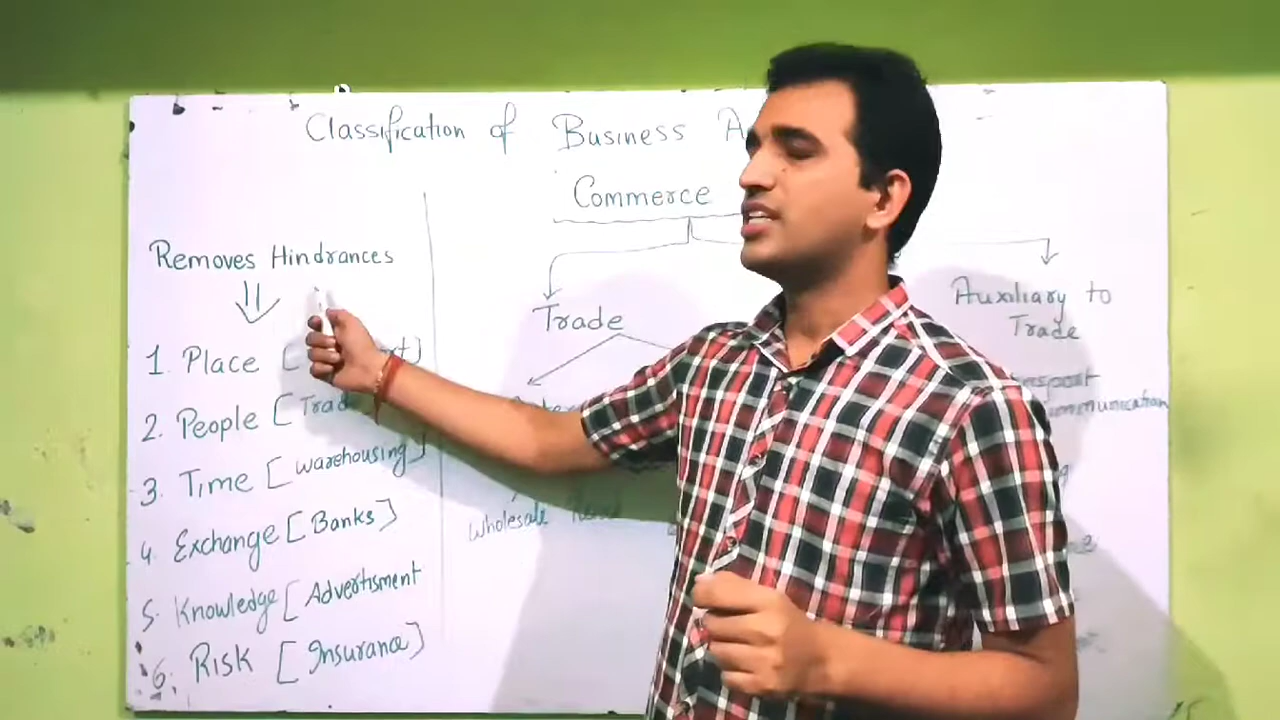 Classification of Business
Commerce
Removes Hindrances
1. Place [
2. People [
3. Time [ warehousing ]
4. Exchange [ Banks ]
5. Knowledge [ Advertisment
6. Risk [ Insurance ]
Trade
wholesale
Auxiliary to
Trade